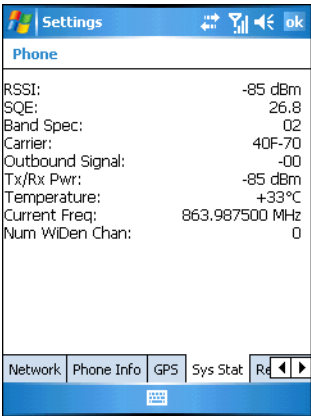 Settings ok
Phone
RSSI: -85 dBm
SQE: 26.8
Band Spec: 02
Carrier: 40F-70
Outbound Signal: -00
Tx/Rx Pwr: -85 dBm
Temperature: +33°C
Current Freq: 863.987500 MHz
Num WiDen Chan: 0
Network Phone Info GPS Sys Stat